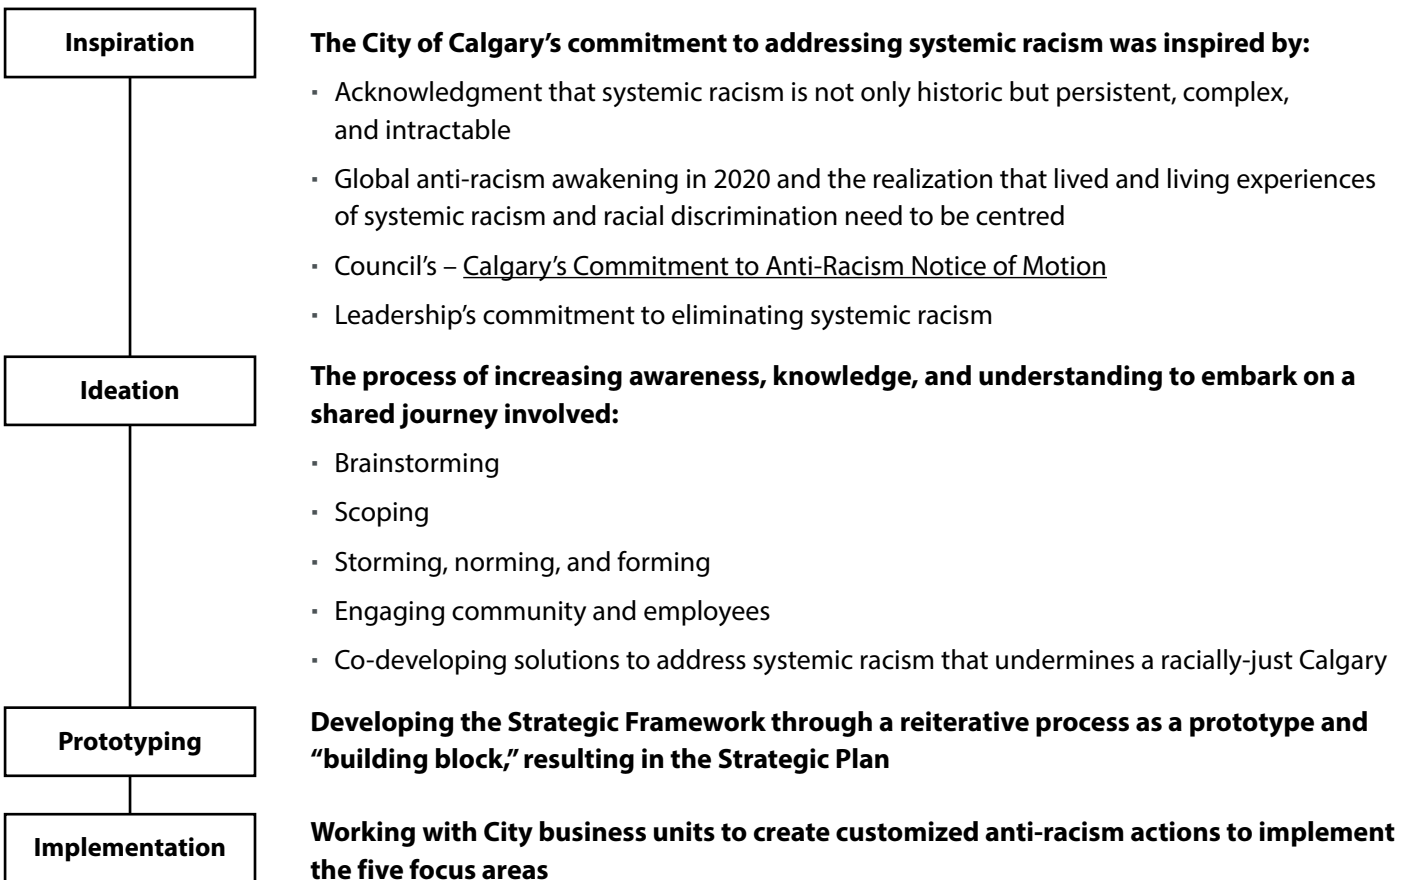 Inspiration
The City of Calgary’s commitment to addressing systemic racism was inspired by:
▪ Acknowledgment that systemic racism is not only historic but persistent, complex,
and intractable
▪ Global anti-racism awakening in 2020 and the realization that lived and living experiences
of systemic racism and racial discrimination need to be centred
▪ Council’s – Calgary’s Commitment to Anti-Racism Notice of Motion
▪ Leadership’s commitment to eliminating systemic racism
Ideation
The process of increasing awareness, knowledge, and understanding to embark on a
shared journey involved:
▪ Brainstorming
▪ Scoping
▪ Storming, norming, and forming
▪ Engaging community and employees
▪ Co-developing solutions to address systemic racism that undermines a racially-just Calgary
Prototyping
Developing the Strategic Framework through a reiterative process as a prototype and
“building block,” resulting in the Strategic Plan
Implementation
Working with City business units to create customized anti-racism actions to implement
the five focus areas